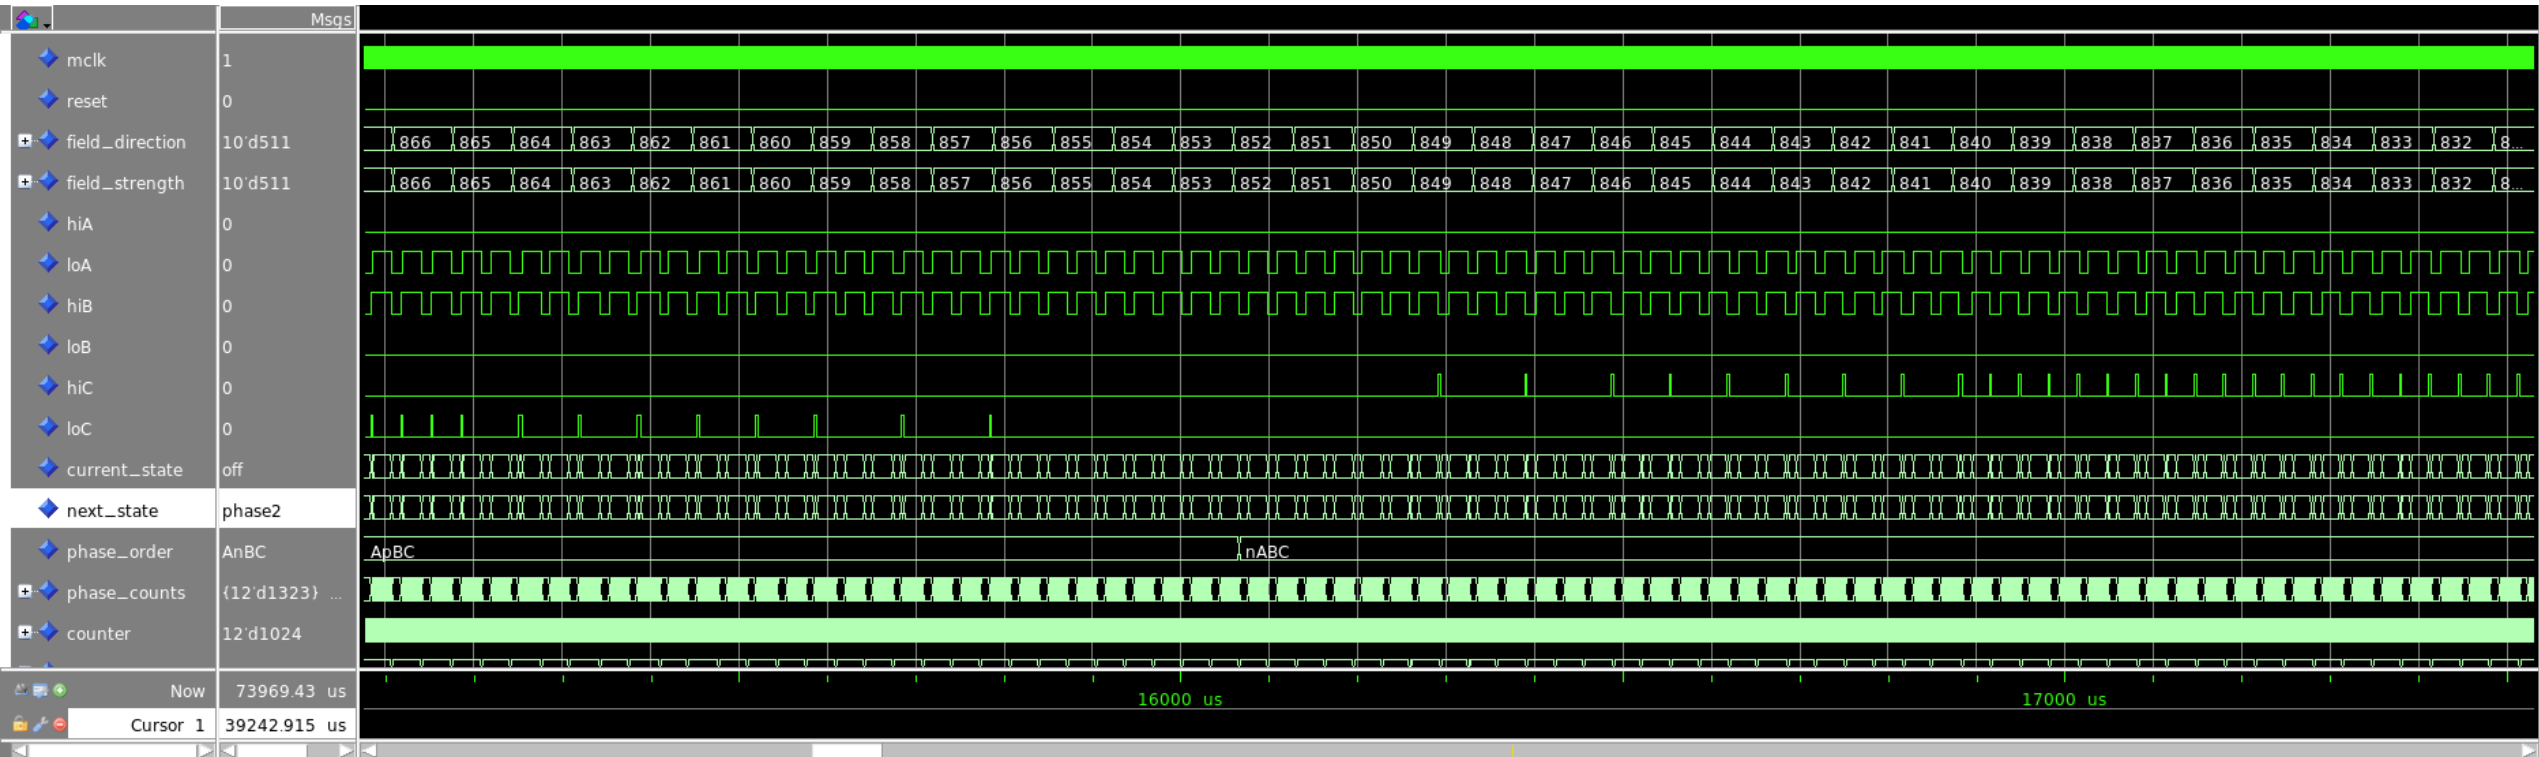 Msgs
mclk 1
reset 0
field_direction 10'd511 866 865 864 863 862 861 860 859 858 857 856 855 854 853 852 851 850 849 848 847 846 845 844 843 842 841 840 839 838 837 836 835 834 833 832 8...
field_strength 10'd511 866 865 864 863 862 861 860 859 858 857 856 855 854 853 852 851 850 849 848 847 846 845 844 843 842 841 840 839 838 837 836 835 834 833 832 8...
hiA 0
loA 0
hiB 0
loB 0
hiC 0
loC 0
current_state off
next_state phase2
phase_order AnBC ApBC nABC
phase_counts {12'd1323} ...
counter 12'd1024
Now 73969.43 us 16000 us 17000 us
Cursor 1 39242.915 us